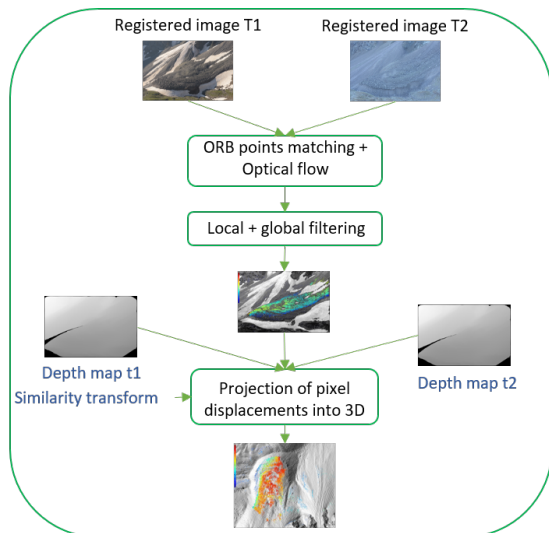 Registered image T1
Registered image T2
ORB points matching +
Optical flow
Local + global filtering
Depth map t1
Similarity transform
Depth map t2
Projection of pixel
displacements into 3D